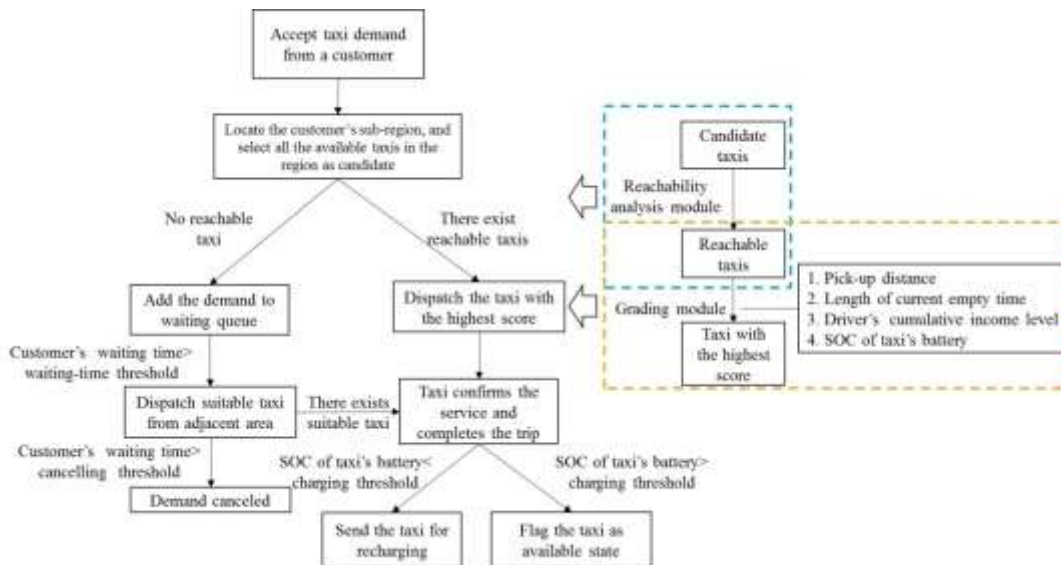 Accept taxi demand
from a customer
Locate the customer's sub-region, and
select all the available taxis in the
region as candidate
No reachable
taxi
There exist
reachable taxis
Add the demand to
waiting queue
Dispatch the taxi with
the highest score
Customer's waiting time>
waiting-time threshold
Dispatch suitable taxi
from adjacent area
There exists
suitable taxi
Taxi confirms the
service and
completes the trip
Customer's waiting time>
cancelling threshold
Demand canceled
SOC of taxi's battery<
charging threshold
SOC of taxi's battery>
charging threshold
Send the taxi for
recharging
Flag the taxi as
available state
Candidate
taxis
Reachability
analysis module
Reachable
taxis
Grading module
Taxi with
the highest
score
1. Pick-up distance
2. Length of current empty time
3. Driver's cumulative income level
4. SOC of taxi's battery